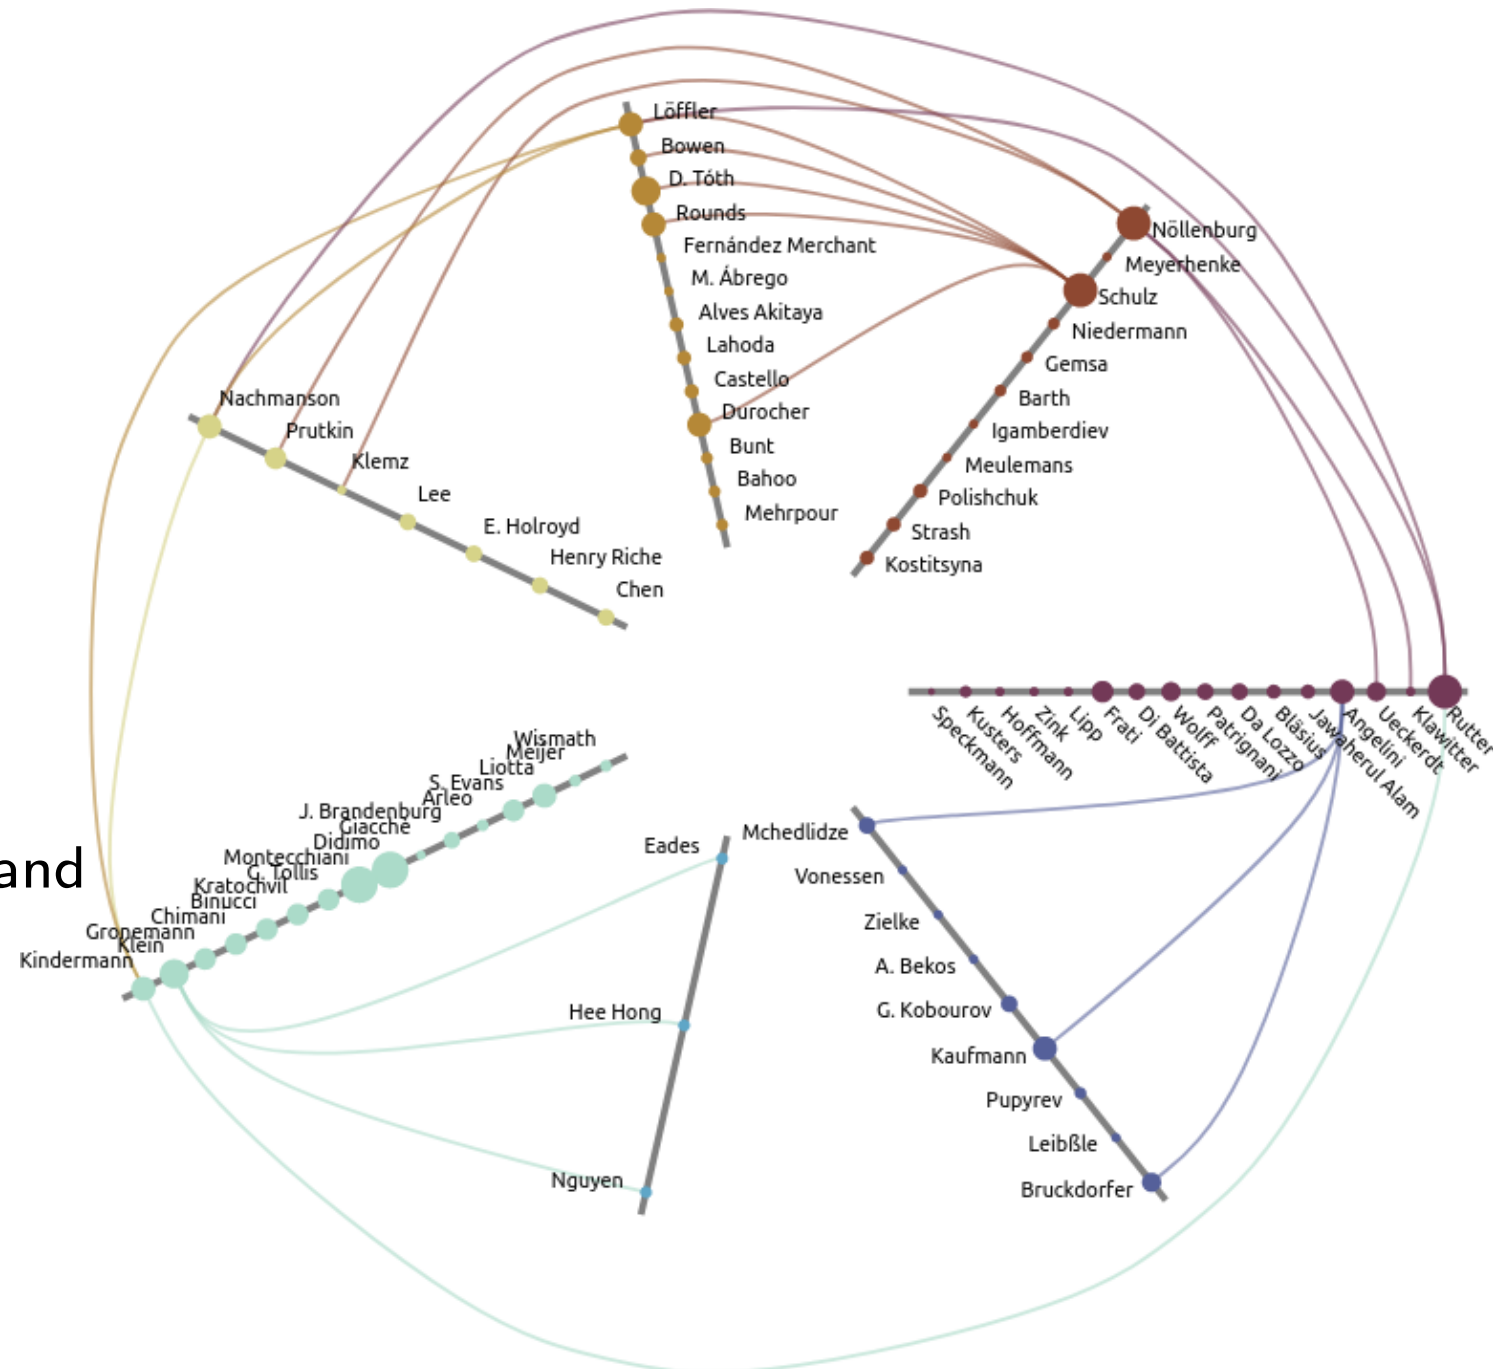 Löffler
Bowen
D. Tóth
Rounds
Fernández Merchant
M. Ábrego
Alves Akitaya
Lahoda
Castello
Durocher
Bunt
Bahoo
Mehrpour
Nöllenburg
Meyerhenke
Schulz
Niedermann
Gemsa
Barth
Igamberdiev
Meulemans
Polishchuk
Strash
Kostitsyna
Nachmanson
Prutkin
Klemz
Lee
E. Holroyd
Henry Riche
Chen
Speckmann
Kusters
Hoffmann
Zink
Lipp
Frati
Di Battista
Wolff
Patrignani
Da Lozzo
Bläsius
Jawaherul Alam
Angelini
Ueckerdt
Klawitter
Rutter
Wismath
Meijer
Liotta
S. Evans
Arleo
J. Brandenburg
Giacchè
Didimo
Montecchiani
G. Tollis
Kratochvil
Binucci
Chimani
Gronemann
Klein
Kindermann
and
Eades
Hee Hong
Nguyen
Mchedlidze
Vonessen
Zielke
A. Bekos
G. Kobourov
Kaufmann
Pupyrev
Leibßle
Bruckdorfer